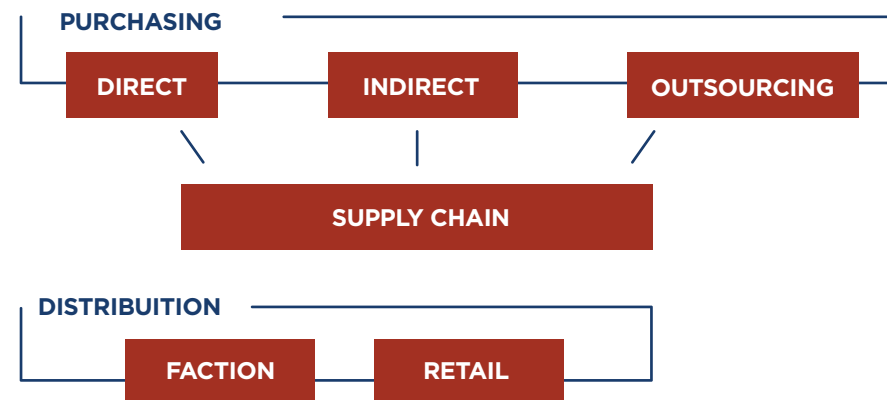 PURCHASING
DIRECT
INDIRECT
OUTSOURCING
SUPPLY CHAIN
DISTRIBUITION
FACTION
RETAIL